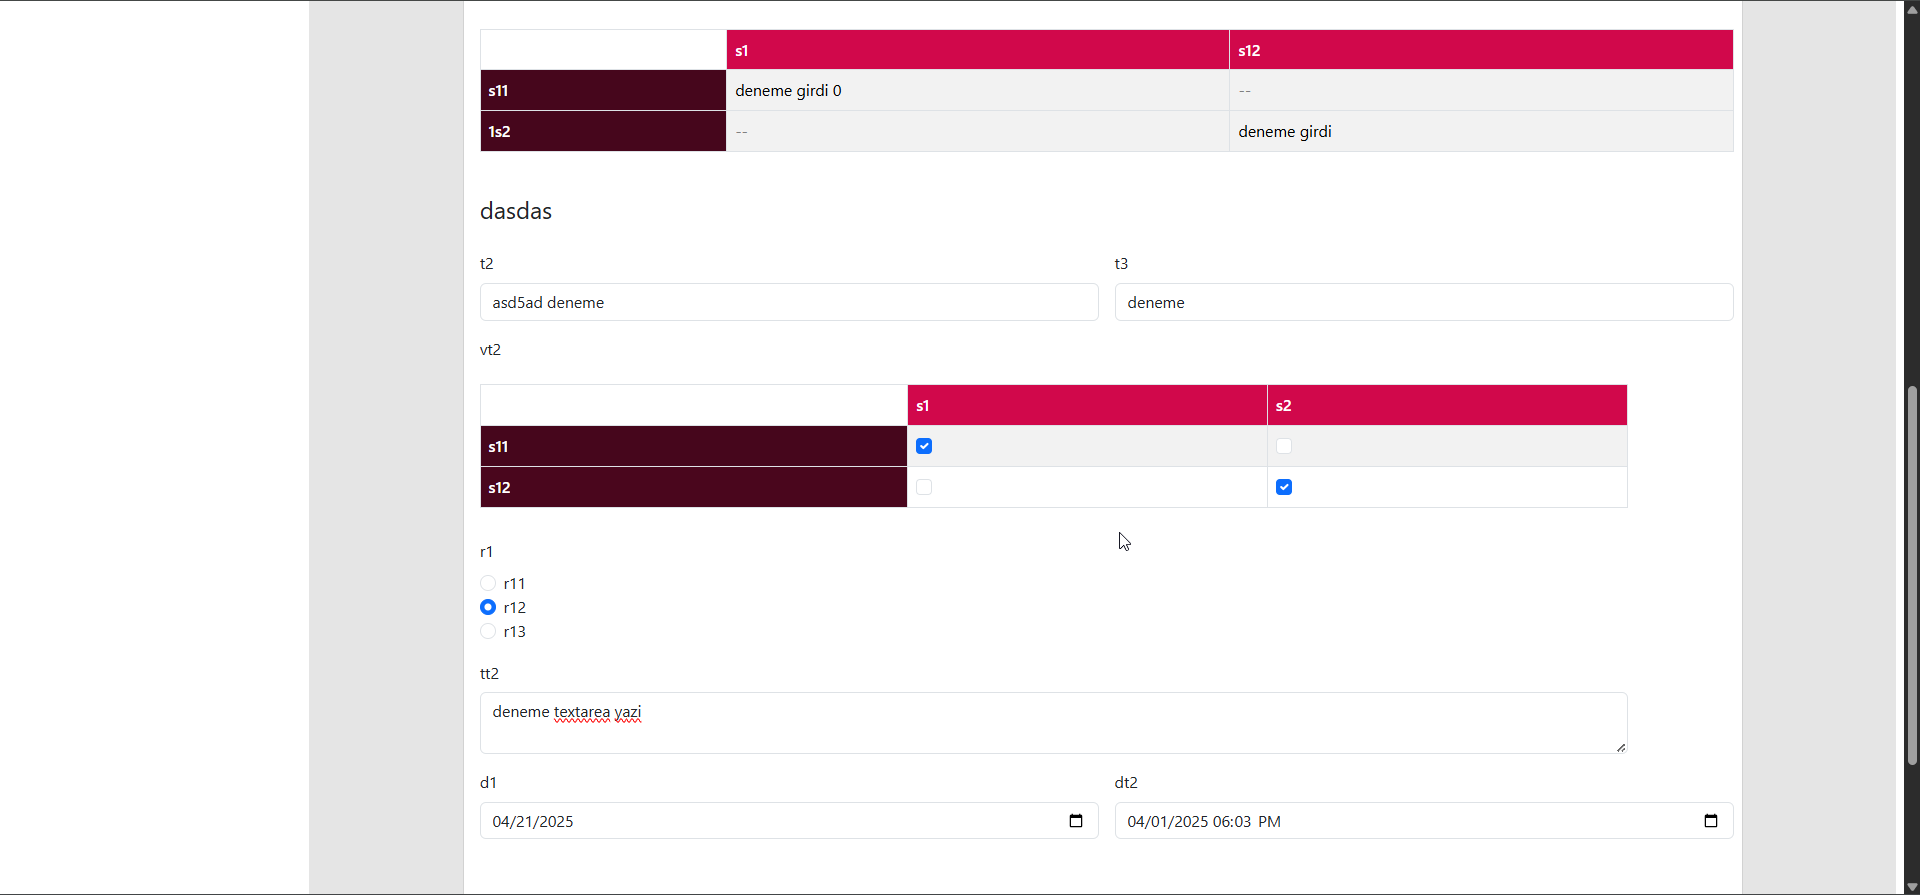 s1 s12
s11 deneme girdi 0 --
1s2 -- deneme girdi
dasdas
t2 t3
asd5ad deneme deneme
vt2
s1 s2
s11
s12
r1
r11
r12
r13
tt2
deneme textarea yazi
d1 dt2
04/21/2025 04/01/2025 06:03 PM